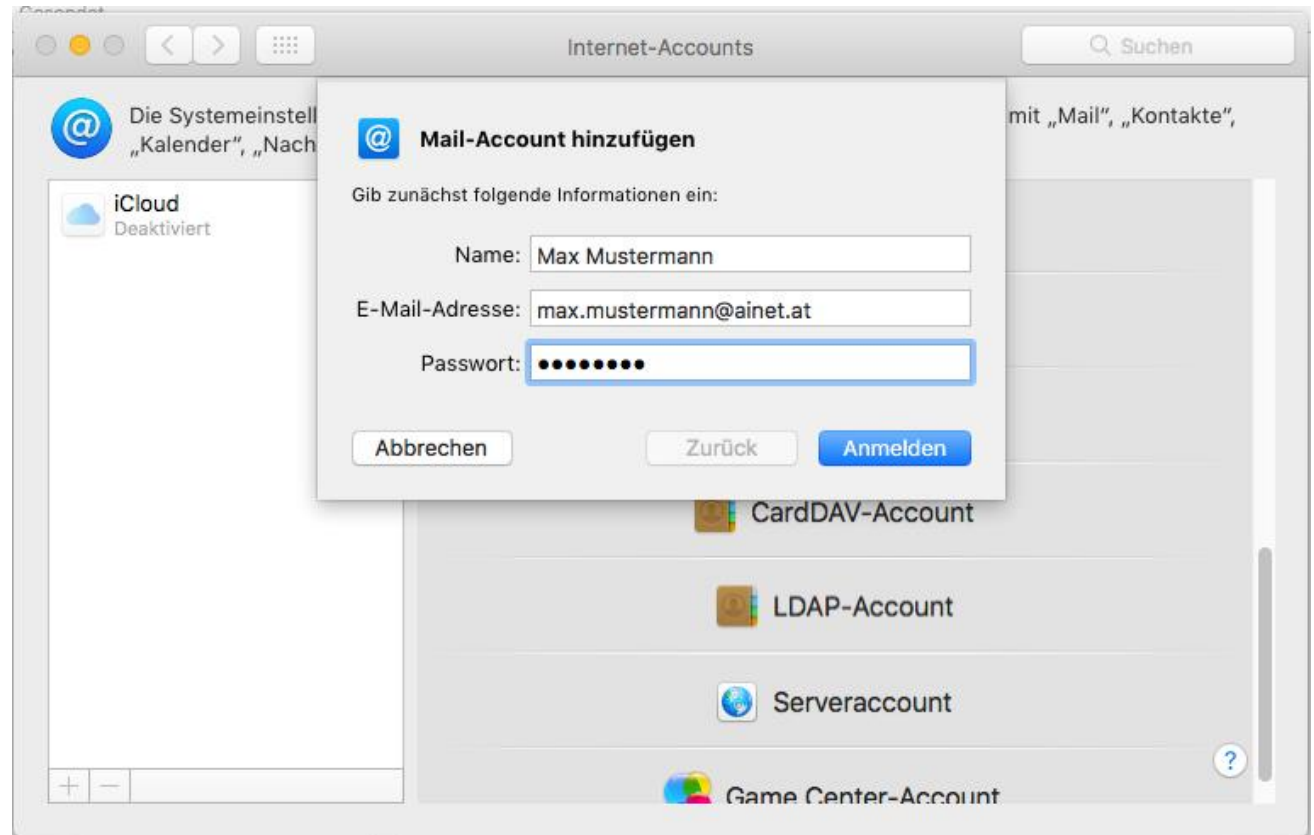 Gesendet
Internet-Accounts
Suchen
Die Systemeinstell
mit „Mail", „Kontakte",
„Kalender", „Nach
Mail-Account hinzufügen
Gib zunächst folgende Informationen ein:
iCloud
Deaktiviert
Name: Max Mustermann
E-Mail-Adresse: max.mustermann@ainet.at
Passwort: ●●●●●●●●
Abbrechen
Zurück
Anmelden
CardDAV-Account
LDAP-Account
Serveraccount
?
Game Center-Account